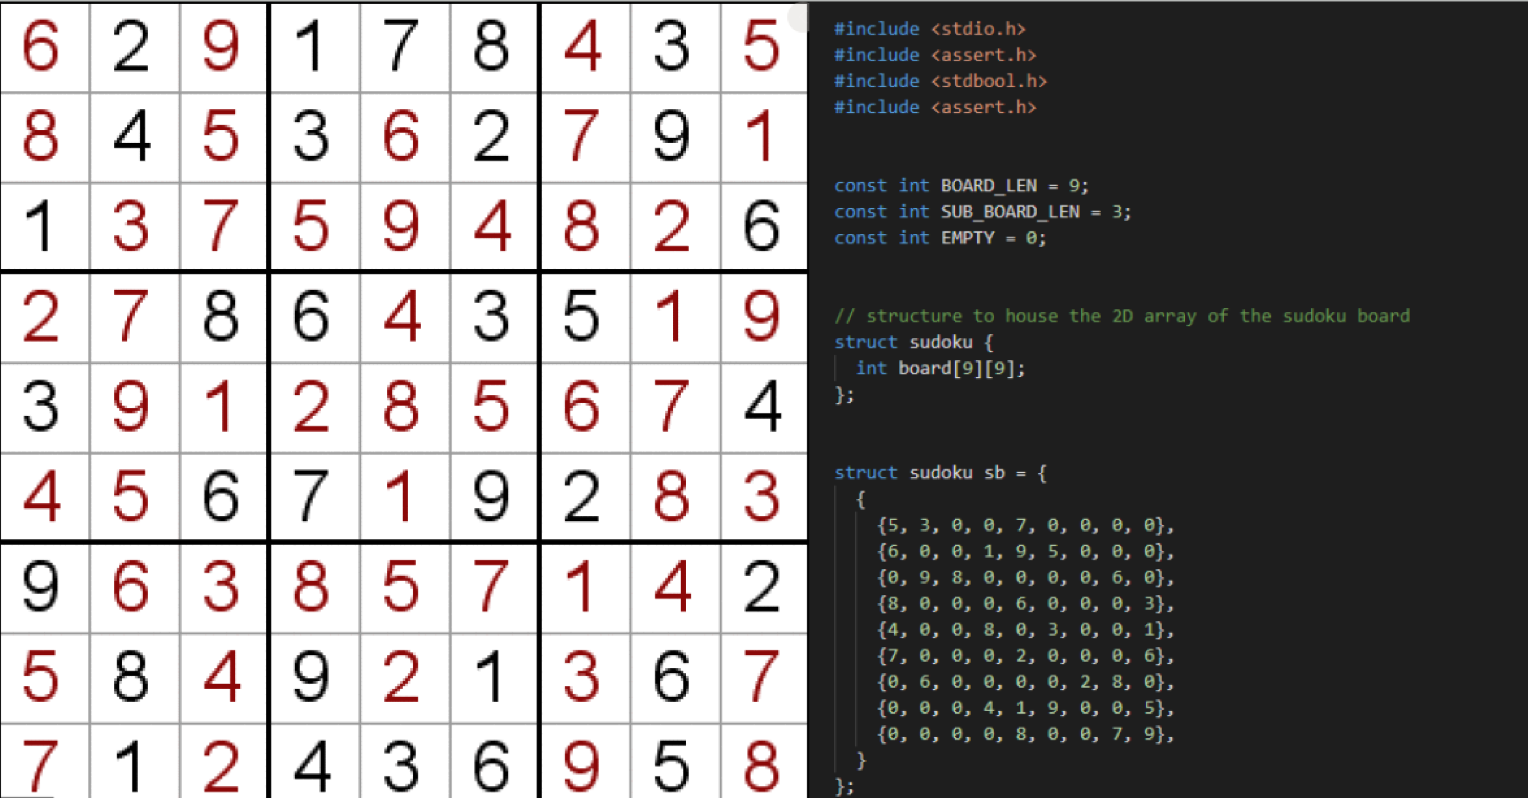 6 2 9 1 7 8 4 3 5
8 4 5 3 6 2 7 9 1
1 3 7 5 9 4 8 2 6
2 7 8 6 4 3 5 1 9
3 9 1 2 8 5 6 7 4
4 5 6 7 1 9 2 8 3
9 6 3 8 5 7 1 4 2
5 8 4 9 2 1 3 6 7
7 1 2 4 3 6 9 5 8
#include <stdio.h>
#include <assert.h>
#include <stdbool.h>
#include <assert.h>
const int BOARD_LEN = 9;
const int SUB_BOARD_LEN = 3;
const int EMPTY = 0;
// structure to house the 2D array of the sudoku board
struct sudoku {
int board[9][9];
};
struct sudoku sb = {
{
{5, 3, 0, 0, 7, 0, 0, 0, 0},
{6, 0, 0, 1, 9, 5, 0, 0, 0},
{0, 9, 8, 0, 0, 0, 0, 6, 0},
{8, 0, 0, 0, 6, 0, 0, 0, 3},
{4, 0, 0, 8, 0, 3, 0, 0, 1},
{7, 0, 0, 0, 2, 0, 0, 0, 6},
{0, 6, 0, 0, 0, 0, 2, 8, 0},
{0, 0, 0, 4, 1, 9, 0, 0, 5},
{0, 0, 0, 0, 8, 0, 0, 7, 9},
}
};